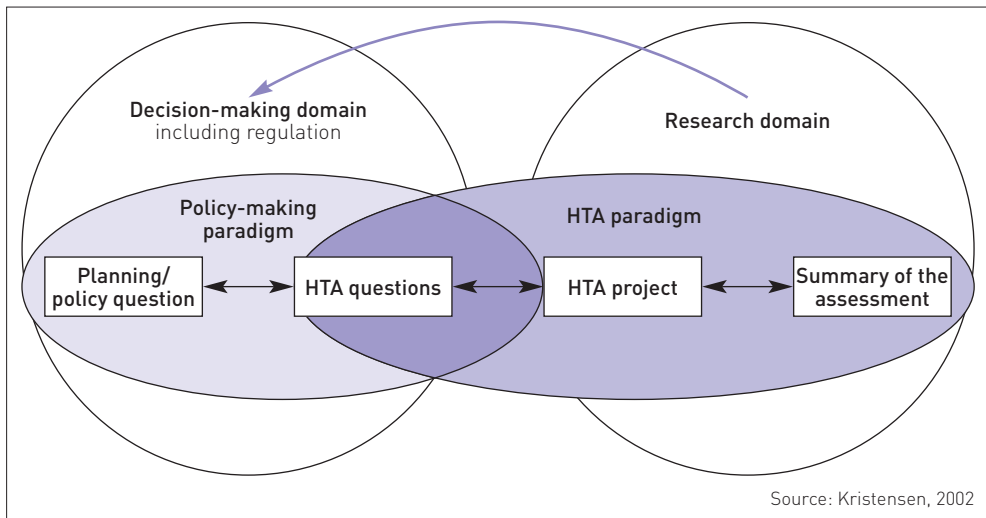 Decision-making domain
including regulation
Research domain
Policy-making
paradigm
HTA paradigm
Planning/
policy question
HTA questions
HTA project
Summary of the
assessment
Source: Kristensen, 2002